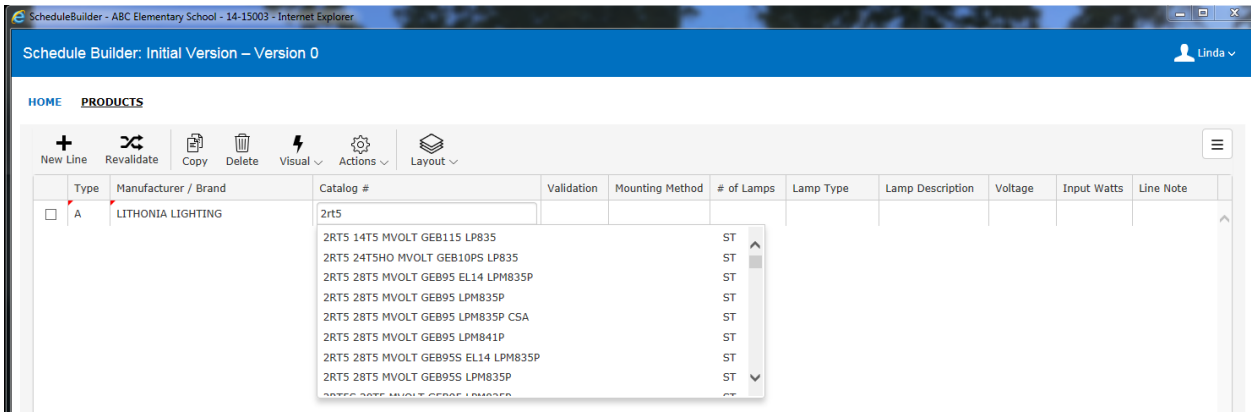 ScheduleBuilder - ABC Elementary School - 14-15003 - Internet Explorer
Schedule Builder: Initial Version – Version 0
Linda
HOME PRODUCTS
New Line Revalidate Copy Delete Visual Actions Layout
Type Manufacturer / Brand Catalog # Validation Mounting Method # of Lamps Lamp Type Lamp Description Voltage Input Watts Line Note
A LITHONIA LIGHTING 2rt5
2RT5 14T5 MVOLT GEB115 LP835 ST
2RT5 24T5HO MVOLT GEB10PS LP835 ST
2RT5 28T5 MVOLT GEB95 EL14 LPM835P ST
2RT5 28T5 MVOLT GEB95 LPM835P ST
2RT5 28T5 MVOLT GEB95 LPM835P CSA ST
2RT5 28T5 MVOLT GEB95 LPM841P ST
2RT5 28T5 MVOLT GEB95S EL14 LPM835P ST
2RT5 28T5 MVOLT GEB95S LPM835P ST